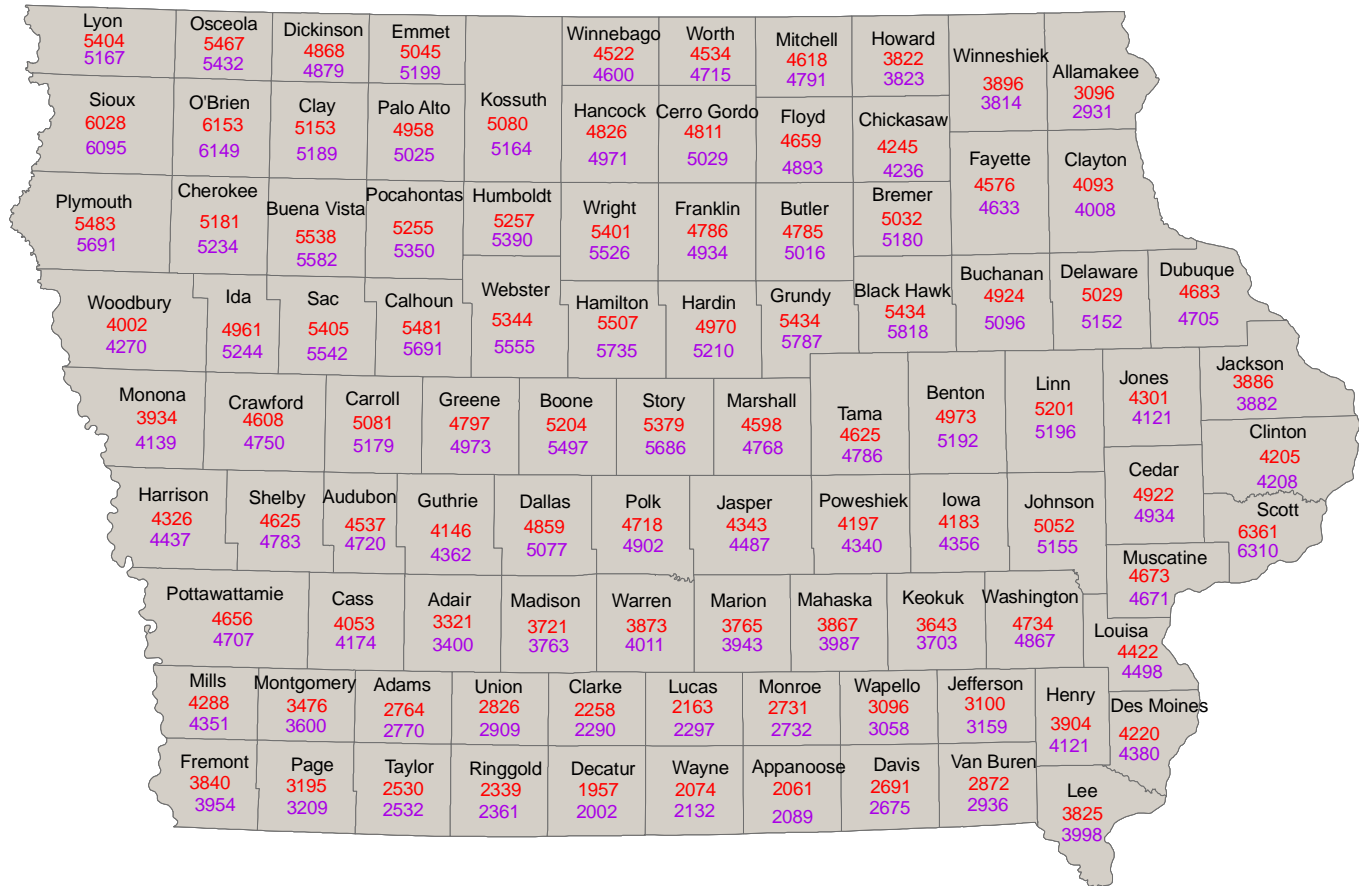 Lyon
5404
5167
Osceola
5467
5432
Dickinson
4868
4879
Emmet
5045
5199
Kossuth
5080
5164
Winnebago
4522
4600
Worth
4534
4715
Mitchell
4618
4791
Howard
3822
3823
Winneshiek
3896
3814
Allamakee
3096
2931
Sioux
6028
6095
O'Brien
6153
6149
Clay
5153
5189
Palo Alto
4958
5025
Hancock
4826
4971
Cerro Gordo
4811
5029
Floyd
4659
4893
Chickasaw
4245
4236
Fayette
4576
4633
Clayton
4093
4008
Plymouth
5483
5691
Cherokee
5181
5234
Buena Vista
5538
5582
Pocahontas
5255
5350
Humboldt
5257
5390
Wright
5401
5526
Franklin
4786
4934
Butler
4785
5016
Bremer
5032
5180
Woodbury
4002
4270
Ida
4961
5244
Sac
5405
5542
Calhoun
5481
5691
Webster
5344
5555
Hamilton
5507
5735
Hardin
4970
5210
Grundy
5434
5787
Black Hawk
5434
5818
Buchanan
4924
5096
Delaware
5029
5152
Dubuque
4683
4705
Monona
3934
4139
Crawford
4608
4750
Carroll
5081
5179
Greene
4797
4973
Boone
5204
5497
Story
5379
5686
Marshall
4598
4768
Tama
4625
4786
Benton
4973
5192
Linn
5201
5196
Jones
4301
4121
Jackson
3886
3882
Clinton
4205
4208
Harrison
4326
4437
Shelby
4625
4783
Audubon
4537
4720
Guthrie
4146
4362
Dallas
4859
5077
Polk
4718
4902
Jasper
4343
4487
Poweshiek
4197
4340
Iowa
4183
4356
Johnson
5052
5155
Cedar
4922
4934
Scott
6361
6310
Muscatine
4673
4671
Pottawattamie
4656
4707
Cass
4053
4174
Adair
3321
3400
Madison
3721
3763
Warren
3873
4011
Marion
3765
3943
Mahaska
3867
3987
Keokuk
3643
3703
Washington
4734
4867
Louisa
4422
4498
Mills
4288
4351
Montgomery
3476
3600
Adams
2764
2770
Union
2826
2909
Clarke
2258
2290
Lucas
2163
2297
Monroe
2731
2732
Wapello
3096
3058
Jefferson
3100
3159
Henry
3904
4121
Des Moines
4220
4380
Fremont
3840
3954
Page
3195
3209
Taylor
2530
2532
Ringgold
2339
2361
Decatur
1957
2002
Wayne
2074
2132
Appanoose
2061
2089
Davis
2691
2675
Van Buren
2872
2936
Lee
3825
3998